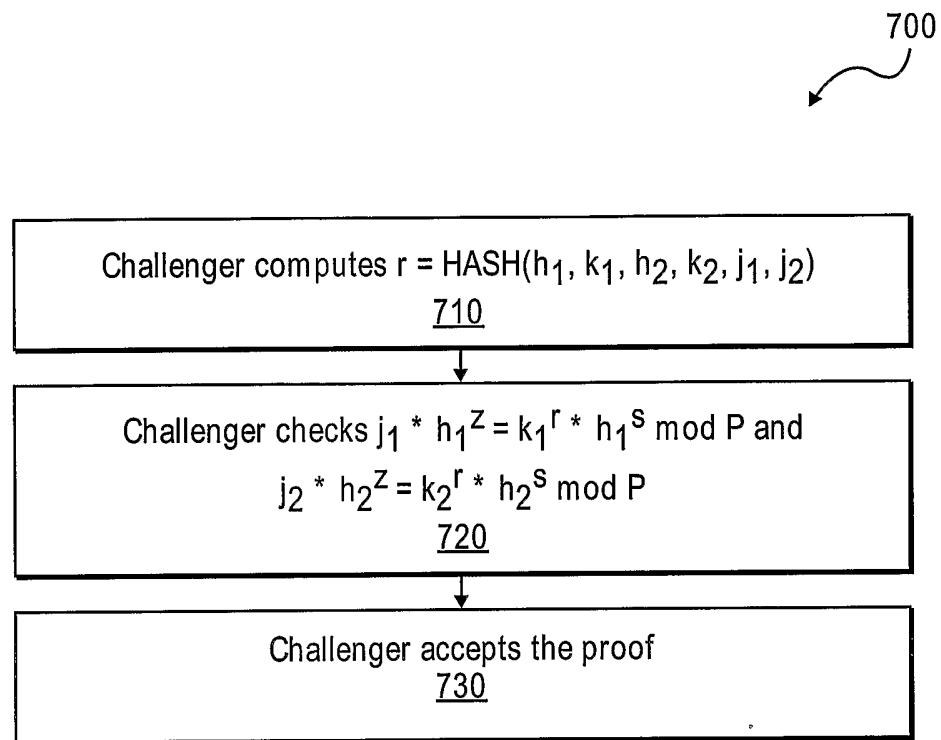 700
Challenger computes r = HASH(h₁, k₁, h₂, k₂, j₁, j₂)
710
Challenger checks j₁ * h₁ᶻ = k₁ʳ * h₁ˢ mod P and
j₂ * h₂ᶻ = k₂ʳ * h₂ˢ mod P
720
Challenger accepts the proof
730